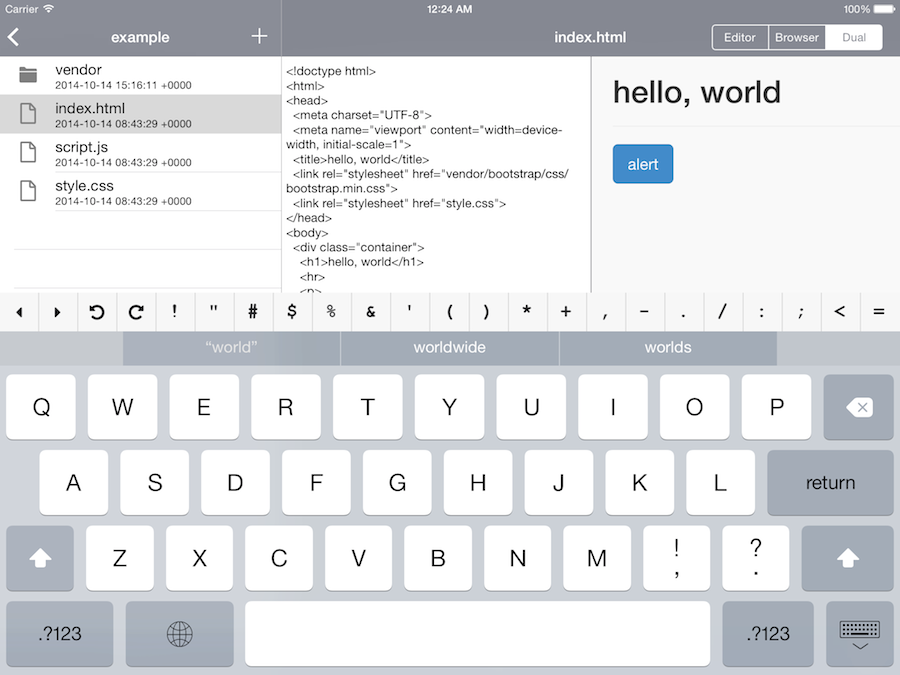 Carrier
12:24 AM
100%
example
+
index.html
Editor
Browser
Dual
vendor
2014-10-14 15:16:11 +0000
index.html
2014-10-14 08:43:29 +0000
script.js
2014-10-14 08:43:29 +0000
style.css
2014-10-14 08:43:29 +0000
<!doctype html>
<html>
<head>
<meta charset="UTF-8">
<meta name="viewport" content="width=device-
width, initial-scale=1">
<title>hello, world</title>
<link rel="stylesheet" href="vendor/bootstrap/css/
bootstrap.min.css">
<link rel="stylesheet" href="style.css">
</head>
<body>
<div class="container">
<h1>hello, world</h1>
<hr>
<p>
hello, world
alert
! " # $ % & ' ( ) * + , - . / : ; < =
“world” worldwide worlds
Q W E R T Y U I O P
A S D F G H J K L return
Z X C V B N M ! , ? .
.?123 .?123